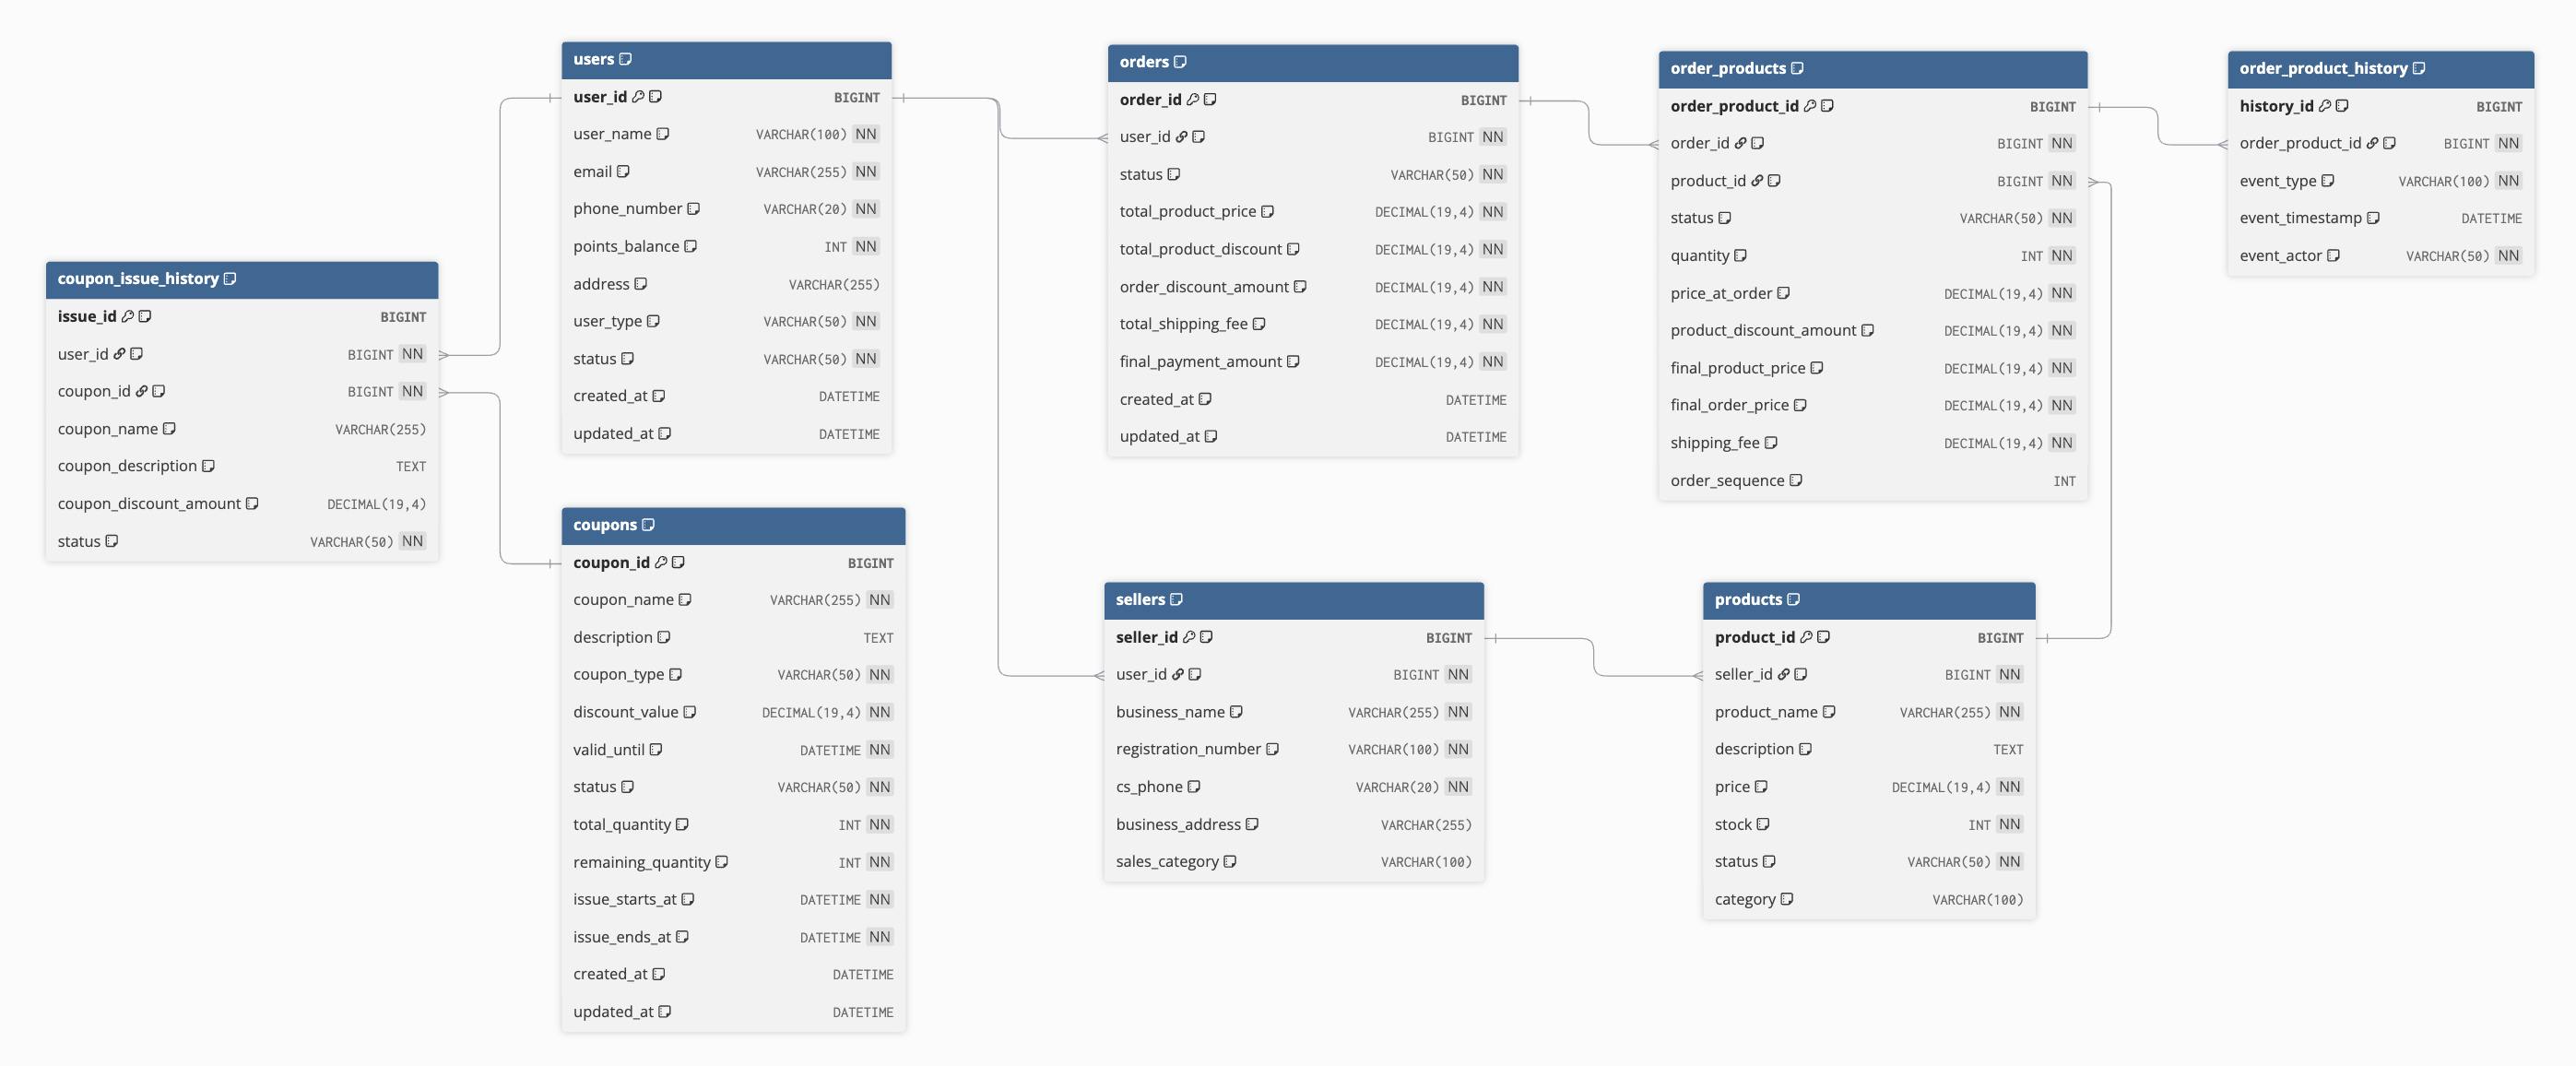 users
user_id BIGINT
user_name VARCHAR(100) NN
email VARCHAR(255) NN
phone_number VARCHAR(20) NN
points_balance INT NN
address VARCHAR(255)
user_type VARCHAR(50) NN
status VARCHAR(50) NN
created_at DATETIME
updated_at DATETIME
orders
order_id BIGINT
user_id BIGINT NN
status VARCHAR(50) NN
total_product_price DECIMAL(19,4) NN
total_product_discount DECIMAL(19,4) NN
order_discount_amount DECIMAL(19,4) NN
total_shipping_fee DECIMAL(19,4) NN
final_payment_amount DECIMAL(19,4) NN
created_at DATETIME
updated_at DATETIME
order_products
order_product_id BIGINT
order_id BIGINT NN
product_id BIGINT NN
status VARCHAR(50) NN
quantity INT NN
price_at_order DECIMAL(19,4) NN
product_discount_amount DECIMAL(19,4) NN
final_product_price DECIMAL(19,4) NN
final_order_price DECIMAL(19,4) NN
shipping_fee DECIMAL(19,4) NN
order_sequence INT
order_product_history
history_id BIGINT
order_product_id BIGINT NN
event_type VARCHAR(100) NN
event_timestamp DATETIME
event_actor VARCHAR(50) NN
coupon_issue_history
issue_id BIGINT
user_id BIGINT NN
coupon_id BIGINT NN
coupon_name VARCHAR(255)
coupon_description TEXT
coupon_discount_amount DECIMAL(19,4)
status VARCHAR(50) NN
coupons
coupon_id BIGINT
coupon_name VARCHAR(255) NN
description TEXT
coupon_type VARCHAR(50) NN
discount_value DECIMAL(19,4) NN
valid_until DATETIME NN
status VARCHAR(50) NN
total_quantity INT NN
remaining_quantity INT NN
issue_starts_at DATETIME NN
issue_ends_at DATETIME NN
created_at DATETIME
updated_at DATETIME
sellers
seller_id BIGINT
user_id BIGINT NN
business_name VARCHAR(255) NN
registration_number VARCHAR(100) NN
cs_phone VARCHAR(20) NN
business_address VARCHAR(255)
sales_category VARCHAR(100)
products
product_id BIGINT
seller_id BIGINT NN
product_name VARCHAR(255) NN
description TEXT
price DECIMAL(19,4) NN
stock INT NN
status VARCHAR(50) NN
category VARCHAR(100)